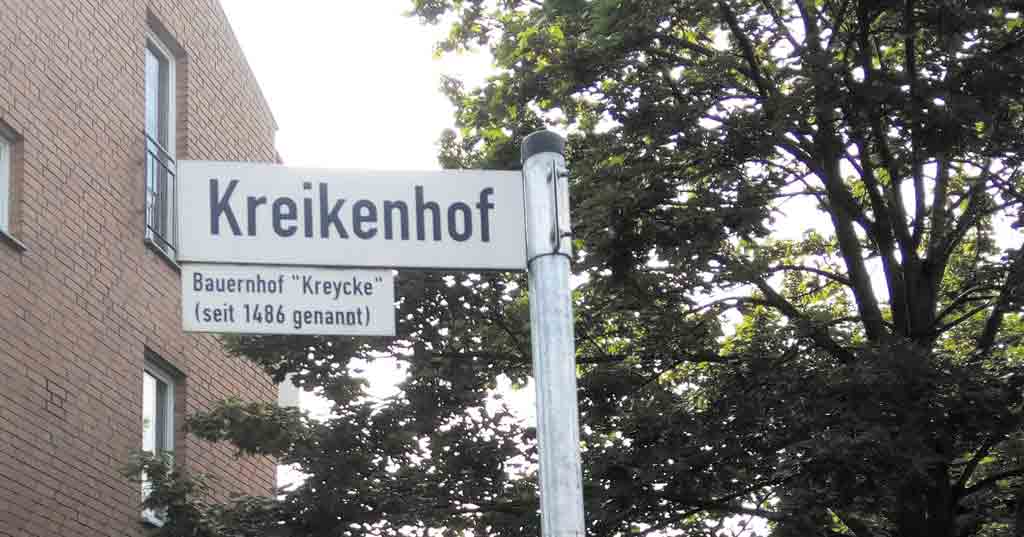 Kreikenhof
Bauernhof "Kreycke"
(seit 1486 genannt)